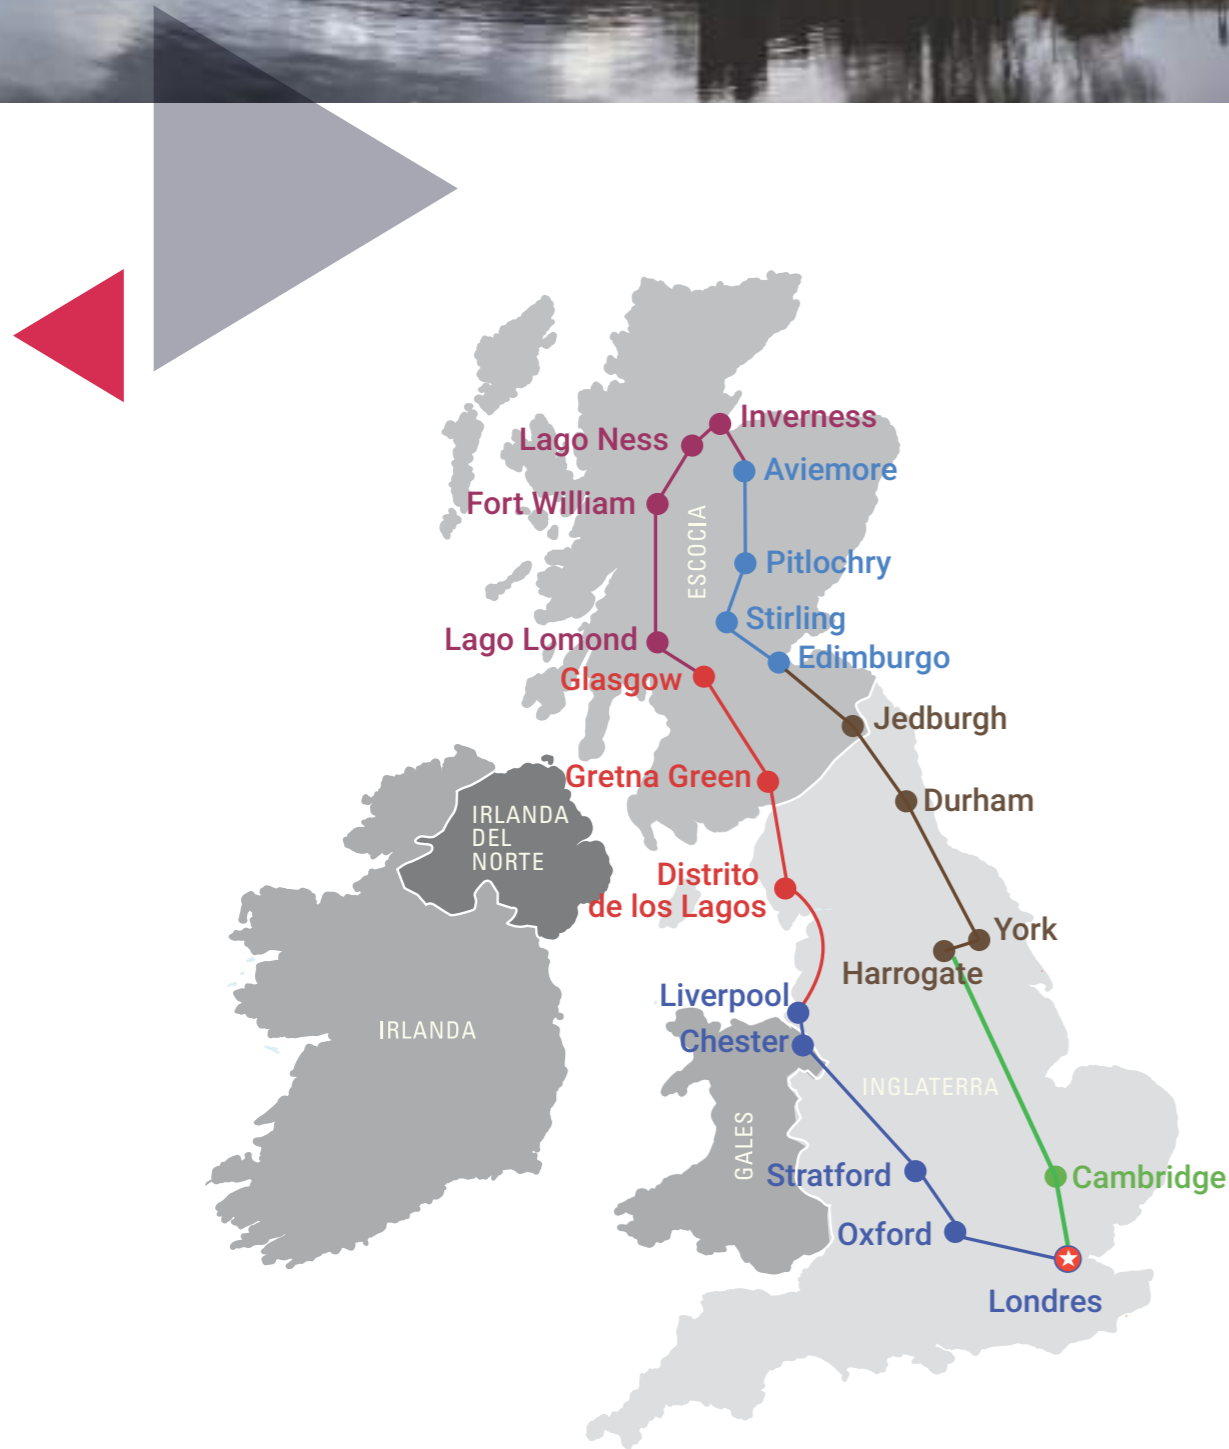 Inverness
Lago Ness
Aviemore
Fort William
ESCOCIA
Pitlochry
Stirling
Lago Lomond
Edimburgo
Glasgow
Jedburgh
Gretna Green
Durham
IRLANDA
DEL
NORTE
Distrito
de los Lagos
York
Harrogate
Liverpool
IRLANDA
Chester
INGLATERRA
GALES
Stratford
Cambridge
Oxford
Londres